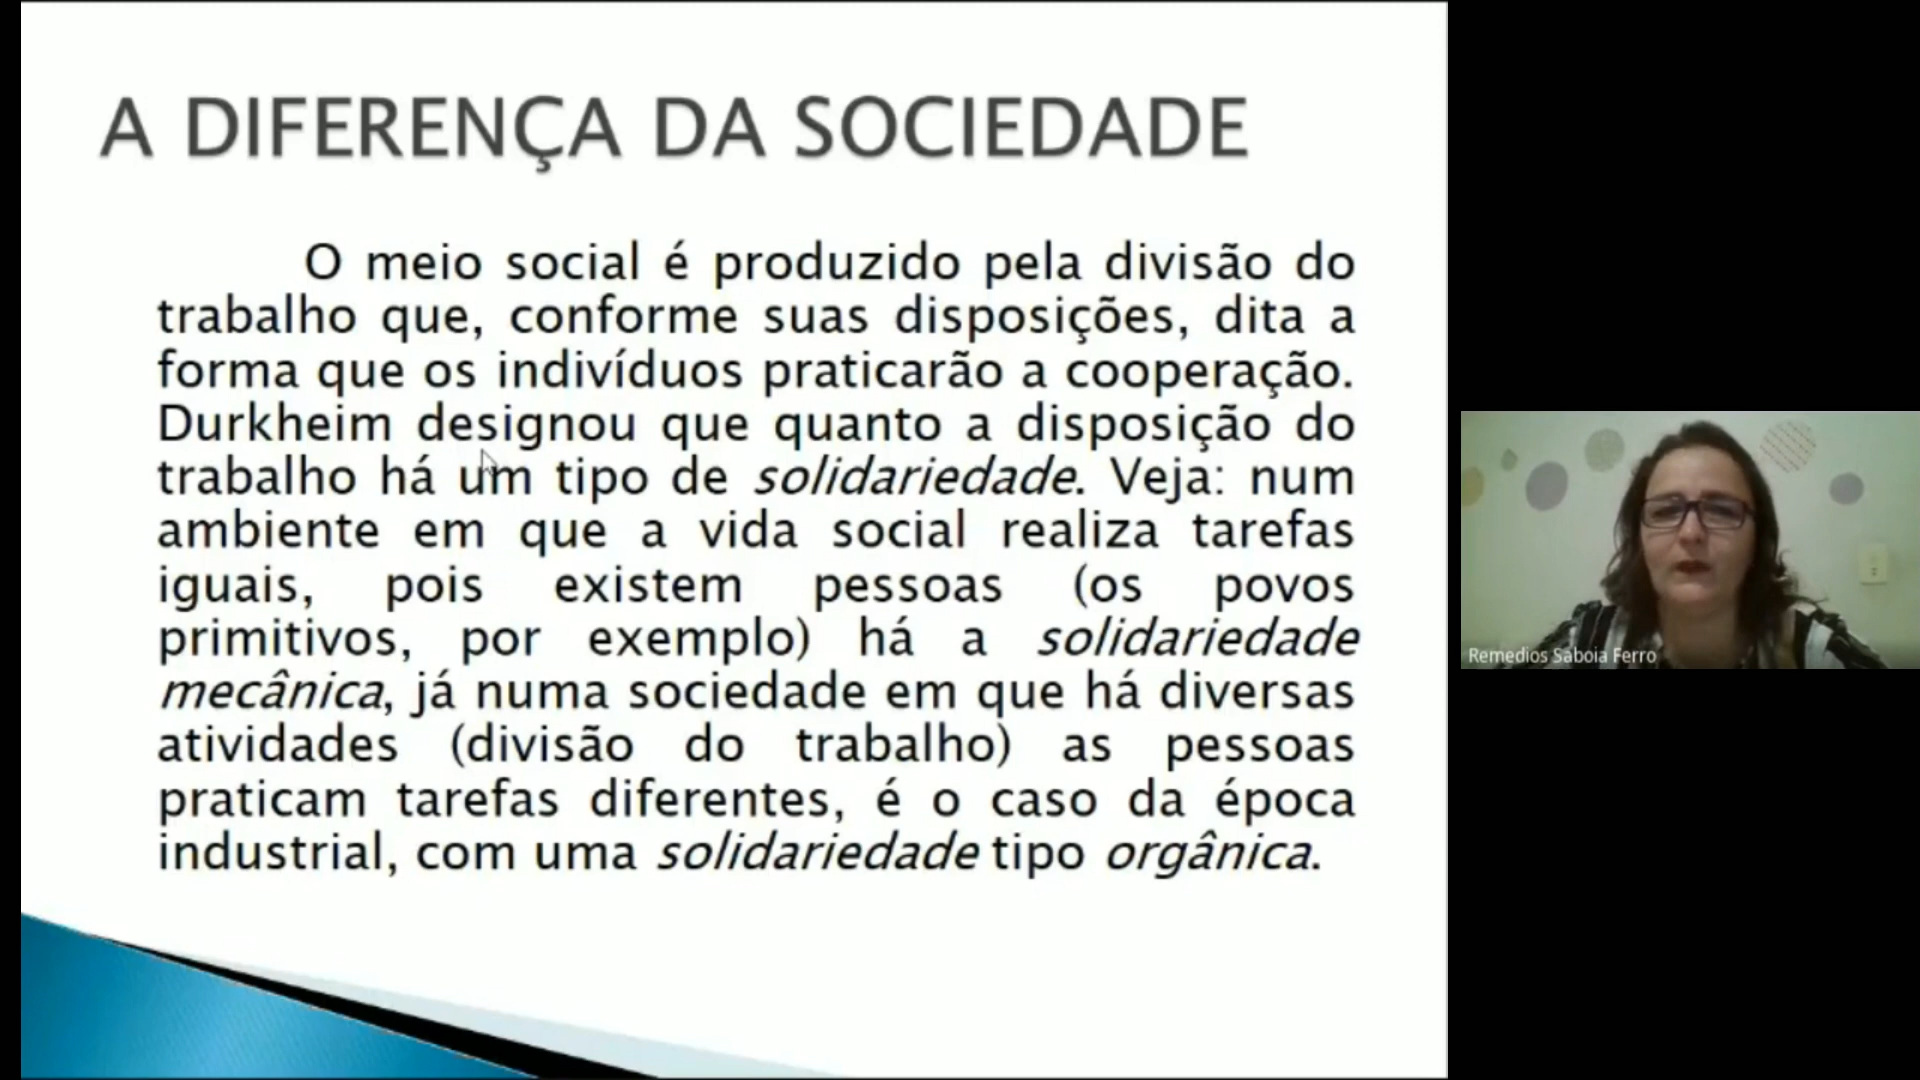 A DIFERENÇA DA SOCIEDADE
O meio social é produzido pela divisão do
trabalho que, conforme suas disposições, dita a
forma que os indivíduos praticarão a cooperação.
Durkheim designou que quanto a disposição do
trabalho há um tipo de solidariedade. Veja: num
ambiente em que a vida social realiza tarefas
iguais, pois existem pessoas (os povos
primitivos, por exemplo) há a solidariedade
mecânica, já numa sociedade em que há diversas
atividades (divisão do trabalho) as pessoas
praticam tarefas diferentes, é o caso da época
industrial, com uma solidariedade tipo orgânica.
Remedios Saboia Ferro